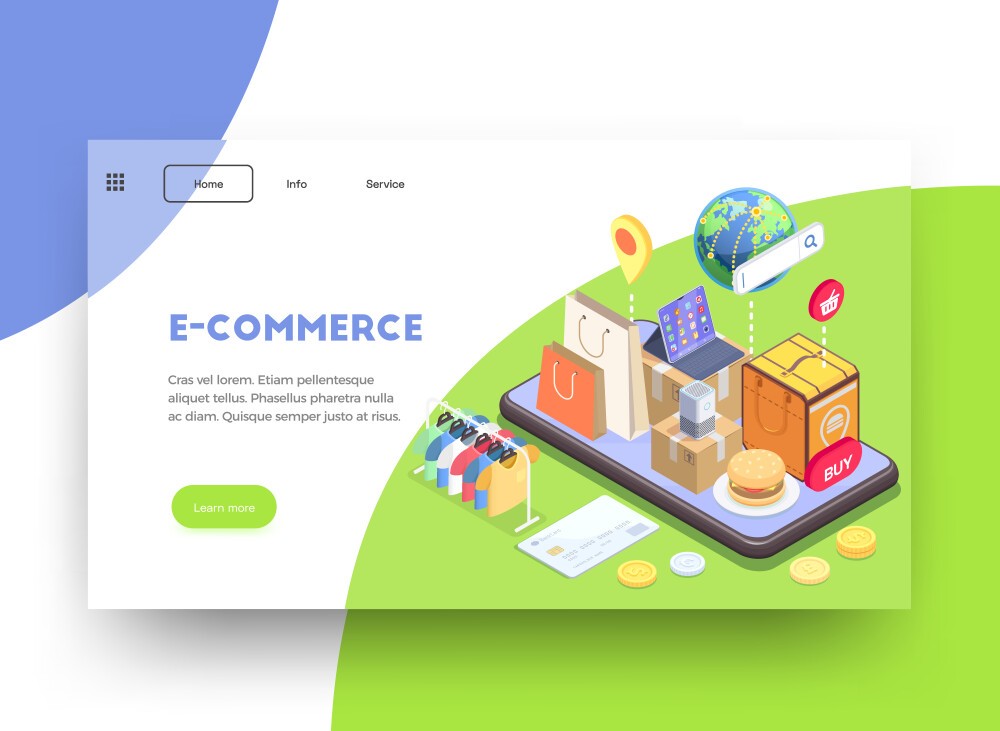 Home
Info
Service
E-COMMERCE
Cras vel lorem. Etiam pellentesque
aliquet tellus. Phasellus pharetra nulla
ac diam. Quisque semper justo at risus.
Learn more
BUY